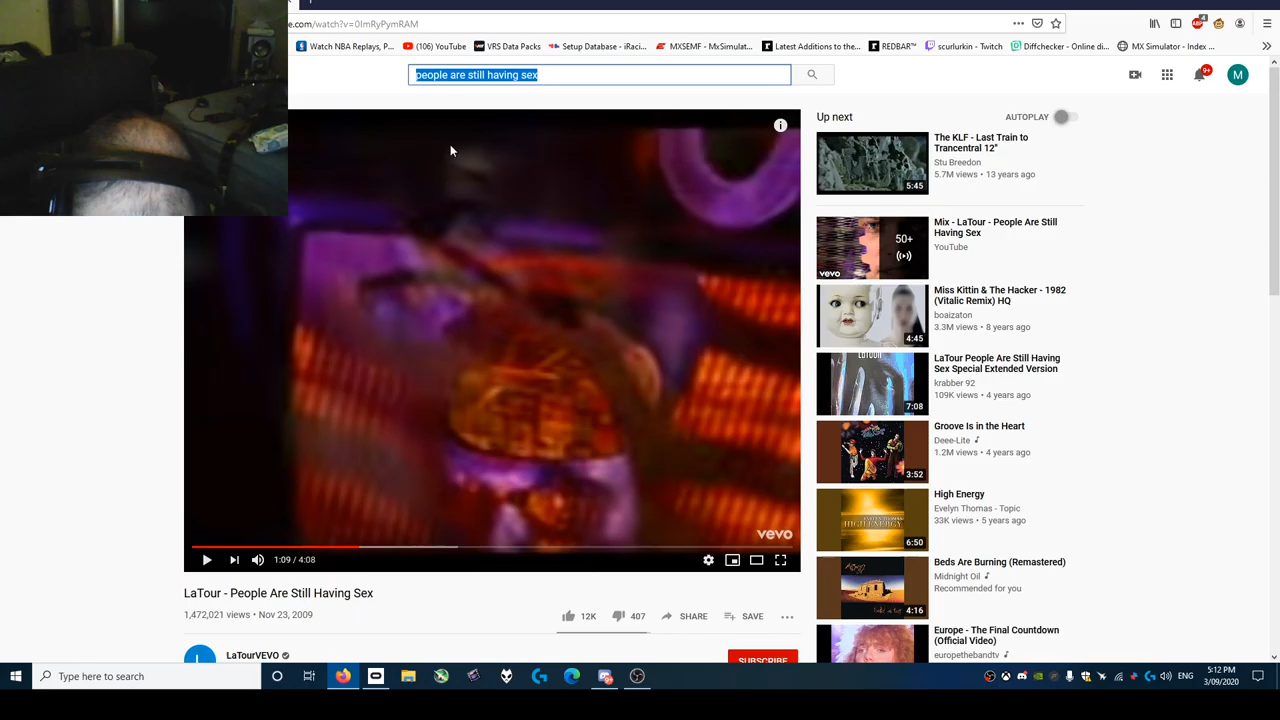 e.com/watch?v=0ImRyPymRAM
Watch NBA Replays, P...
(106) YouTube
VRS Data Packs
Setup Database - iRaci...
MXSEMF - MxSimulat...
Latest Additions to the...
REDBAR™
scurlurkin - Twitch
Diffchecker - Online di...
MX Simulator - Index ...
people are still having sex
9+
M
Up next
AUTOPLAY
The KLF - Last Train to
Trancentral 12"
Stu Breedon
5.7M views • 13 years ago
5:45
Mix - LaTour - People Are Still
Having Sex
YouTube
50+
vevo
Miss Kittin & The Hacker - 1982
(Vitalic Remix) HQ
boaizaton
3.3M views • 8 years ago
4:45
LaTour People Are Still Having
Sex Special Extended Version
krabber 92
109K views • 4 years ago
7:08
Groove Is in the Heart
Deee-Lite
1.2M views • 4 years ago
3:52
High Energy
Evelyn Thomas - Topic
33K views • 5 years ago
6:50
Beds Are Burning (Remastered)
Midnight Oil
Recommended for you
4:16
Europe - The Final Countdown
(Official Video)
europethebandtv
vevo
1:09 / 4:08
LaTour - People Are Still Having Sex
1,472,021 views • Nov 23, 2009
12K
407
SHARE
SAVE
LaTourVEVO
SUBSCRIBE
Type here to search
ENG
5:12 PM
3/09/2020